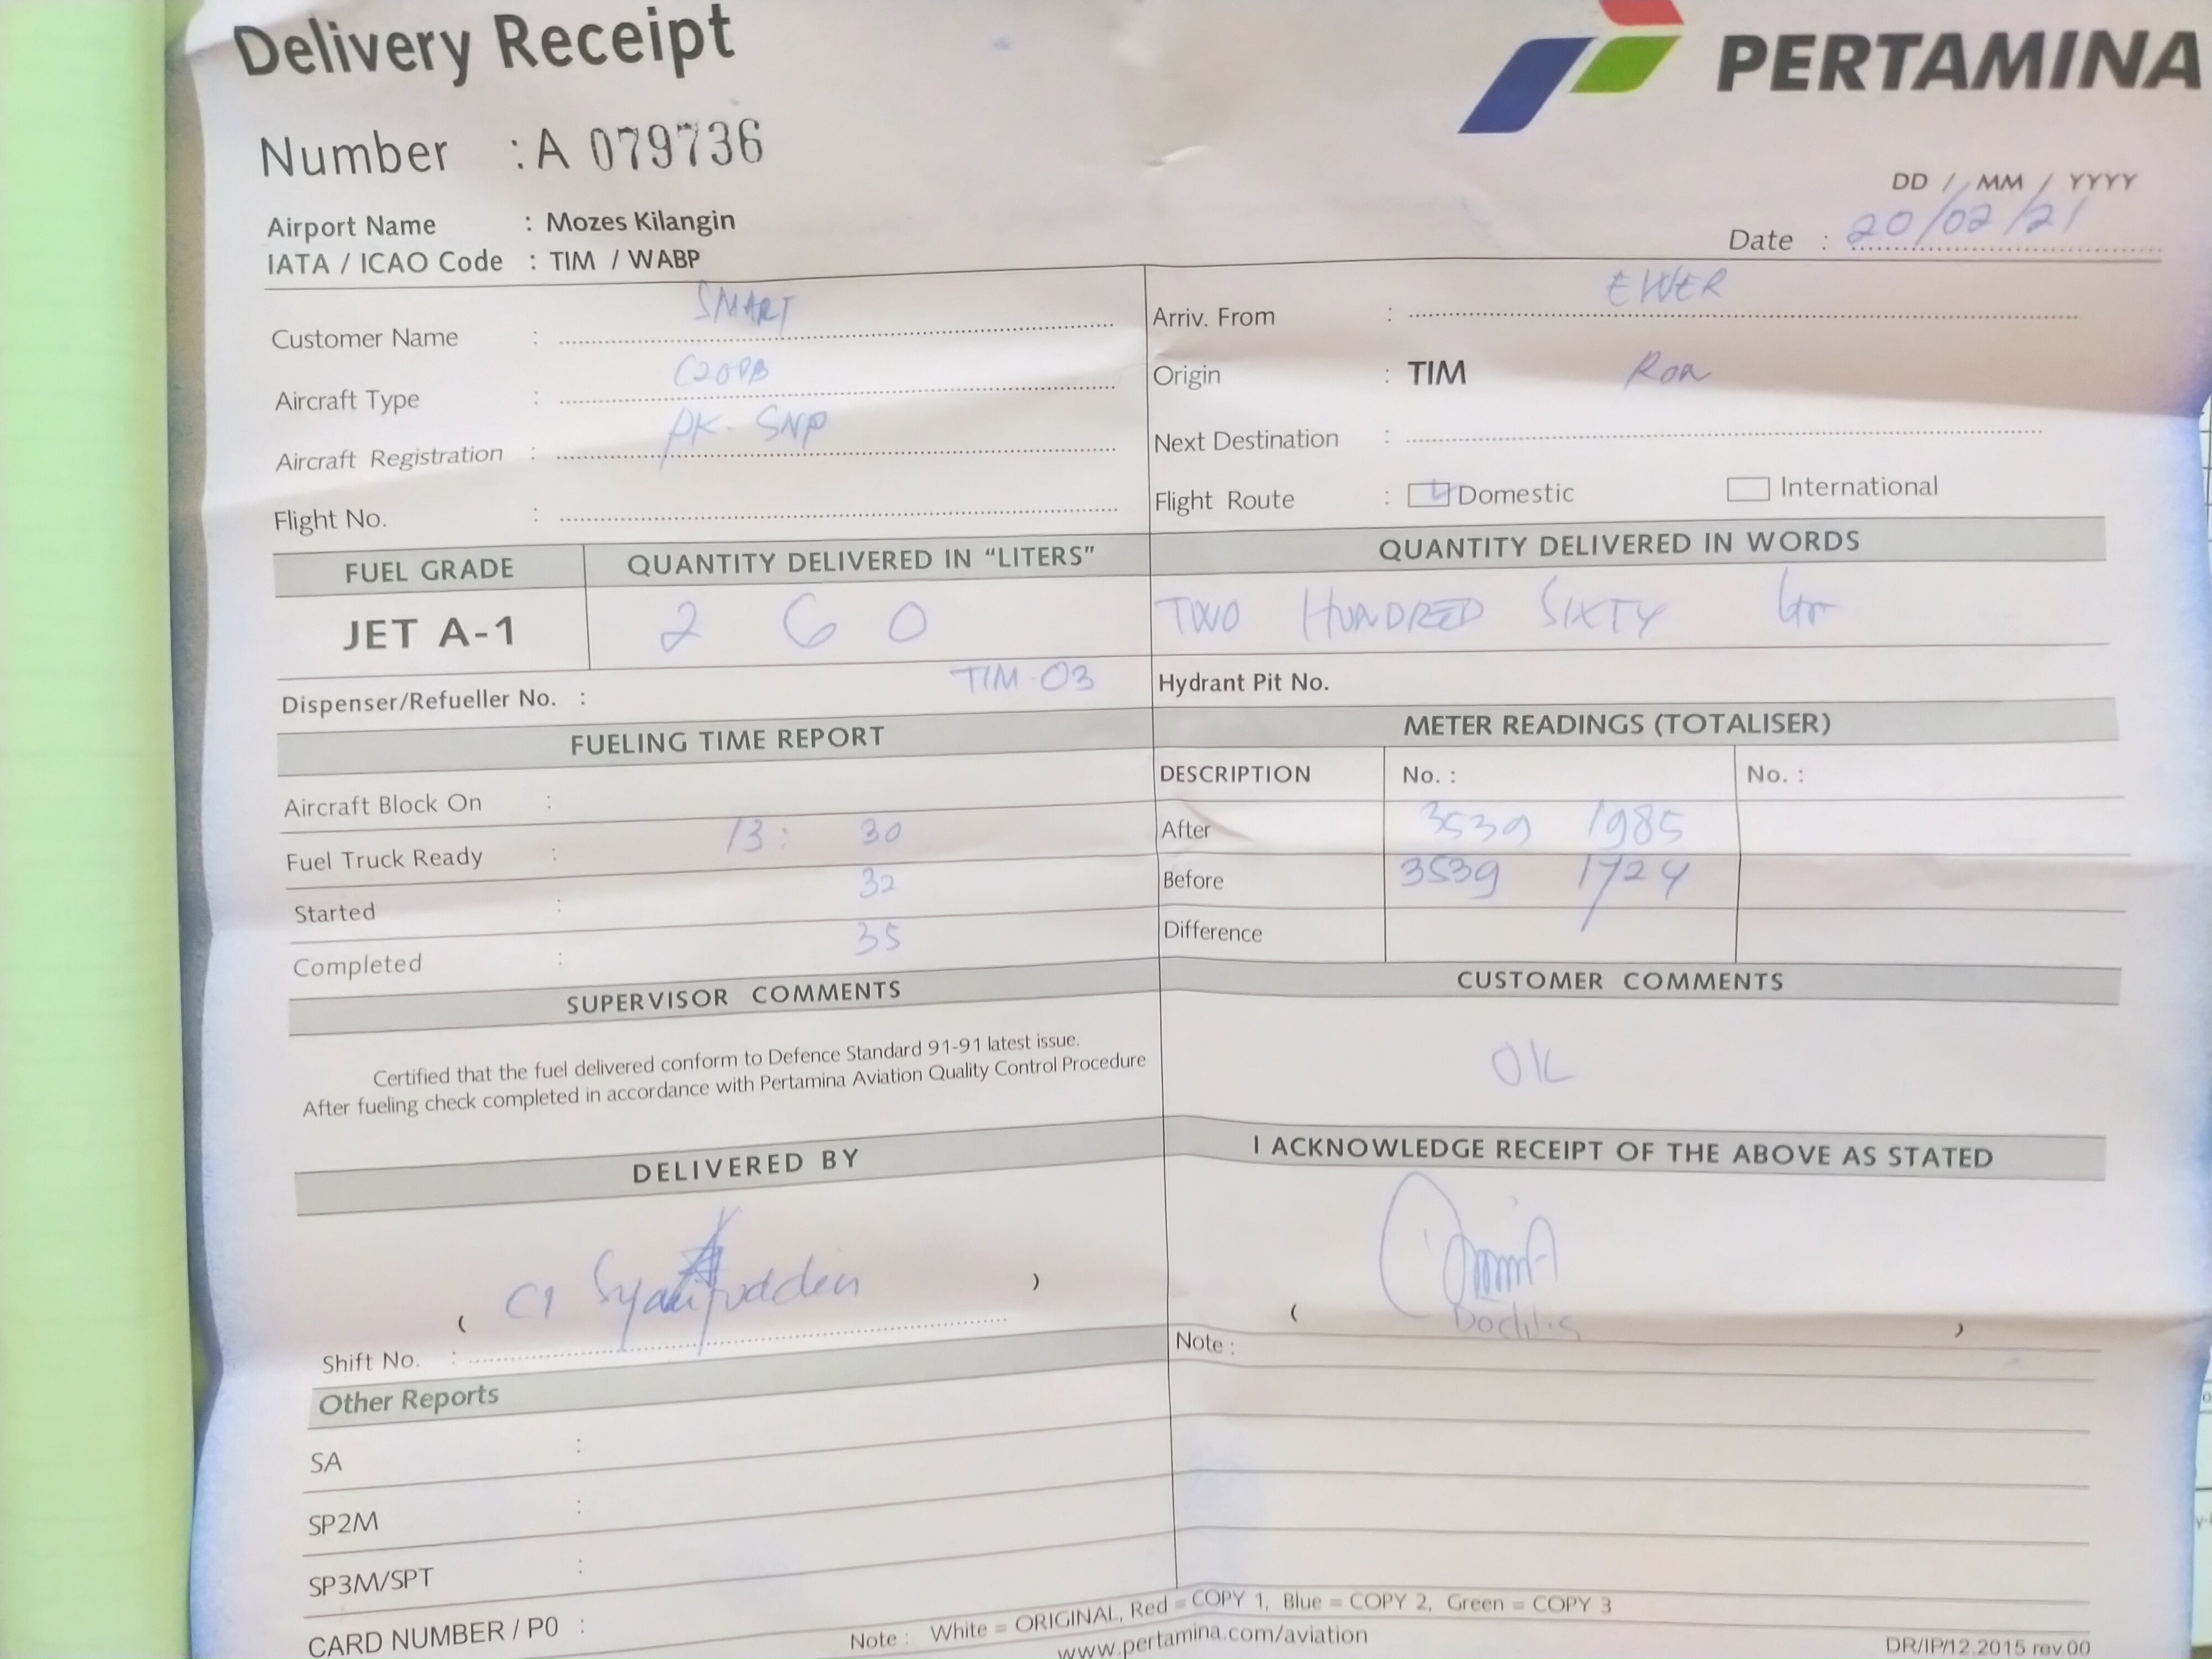 Delivery Receipt
PERTAMINA
Number : A 079736
DD / MM / YYYY
Airport Name : Mozes Kilangin
Date : 20/02/21
IATA / ICAO Code : TIM / WABP
Customer Name : SMART
Arriv. From : EWER
Aircraft Type : C208B
Origin : TIM Ron
Aircraft Registration : PK. SNP
Next Destination :
Flight No. :
Flight Route : Domestic International
FUEL GRADE QUANTITY DELIVERED IN “LITERS” QUANTITY DELIVERED IN WORDS
JET A-1 2 6 0 TWO HUNDRED SIXTY Ltr
Dispenser/Refueller No. : TIM-03 Hydrant Pit No.
FUELING TIME REPORT METER READINGS (TOTALISER)
DESCRIPTION No. : No. :
Aircraft Block On :
After 3539 1985
Fuel Truck Ready : 13: 30
Before 3539 1724
Started : 32
Difference
Completed : 35
SUPERVISOR COMMENTS CUSTOMER COMMENTS
Certified that the fuel delivered conform to Defence Standard 91-91 latest issue.
After fueling check completed in accordance with Pertamina Aviation Quality Control Procedure
OK
DELIVERED BY I ACKNOWLEDGE RECEIPT OF THE ABOVE AS STATED
( )
( )
Shift No. :
Note :
Other Reports
SA :
SP2M :
SP3M/SPT :
CARD NUMBER / P0 :
Note : White = ORIGINAL, Red = COPY 1, Blue = COPY 2, Green = COPY 3
www.pertamina.com/aviation
DR/IP/12.2015 rev.00